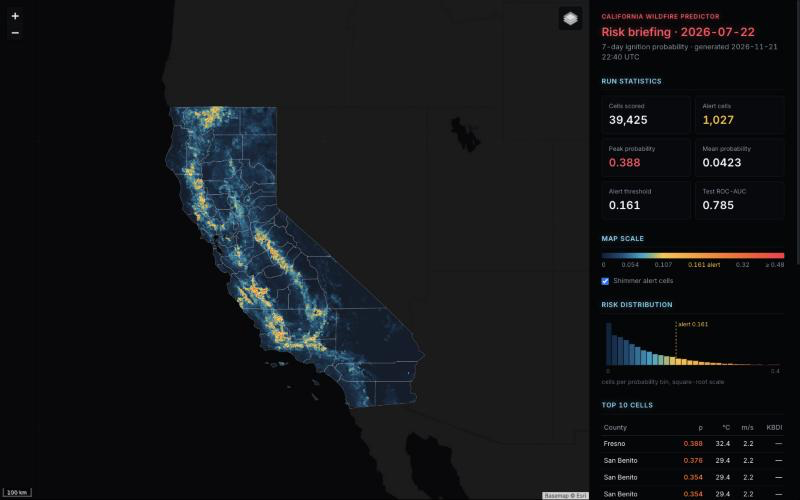 +
−
100 km
Basemap © Esri
CALIFORNIA WILDFIRE PREDICTOR
Risk briefing · 2026-07-22
7-day ignition probability · generated 2026-11-21
22:40 UTC
RUN STATISTICS
Cells scored
39,425
Alert cells
1,027
Peak probability
0.388
Mean probability
0.0423
Alert threshold
0.161
Test ROC-AUC
0.785
MAP SCALE
0 0.054 0.107 0.161 alert 0.32 ≥ 0.48
Shimmer alert cells
RISK DISTRIBUTION
alert 0.161
0 0.4
cells per probability bin, square-root scale
TOP 10 CELLS
County p °C m/s KBDI
Fresno 0.388 32.4 2.2 —
San Benito 0.376 29.4 2.2 —
San Benito 0.354 29.4 2.2 —
San Benito 0.354 29.4 2.2 —